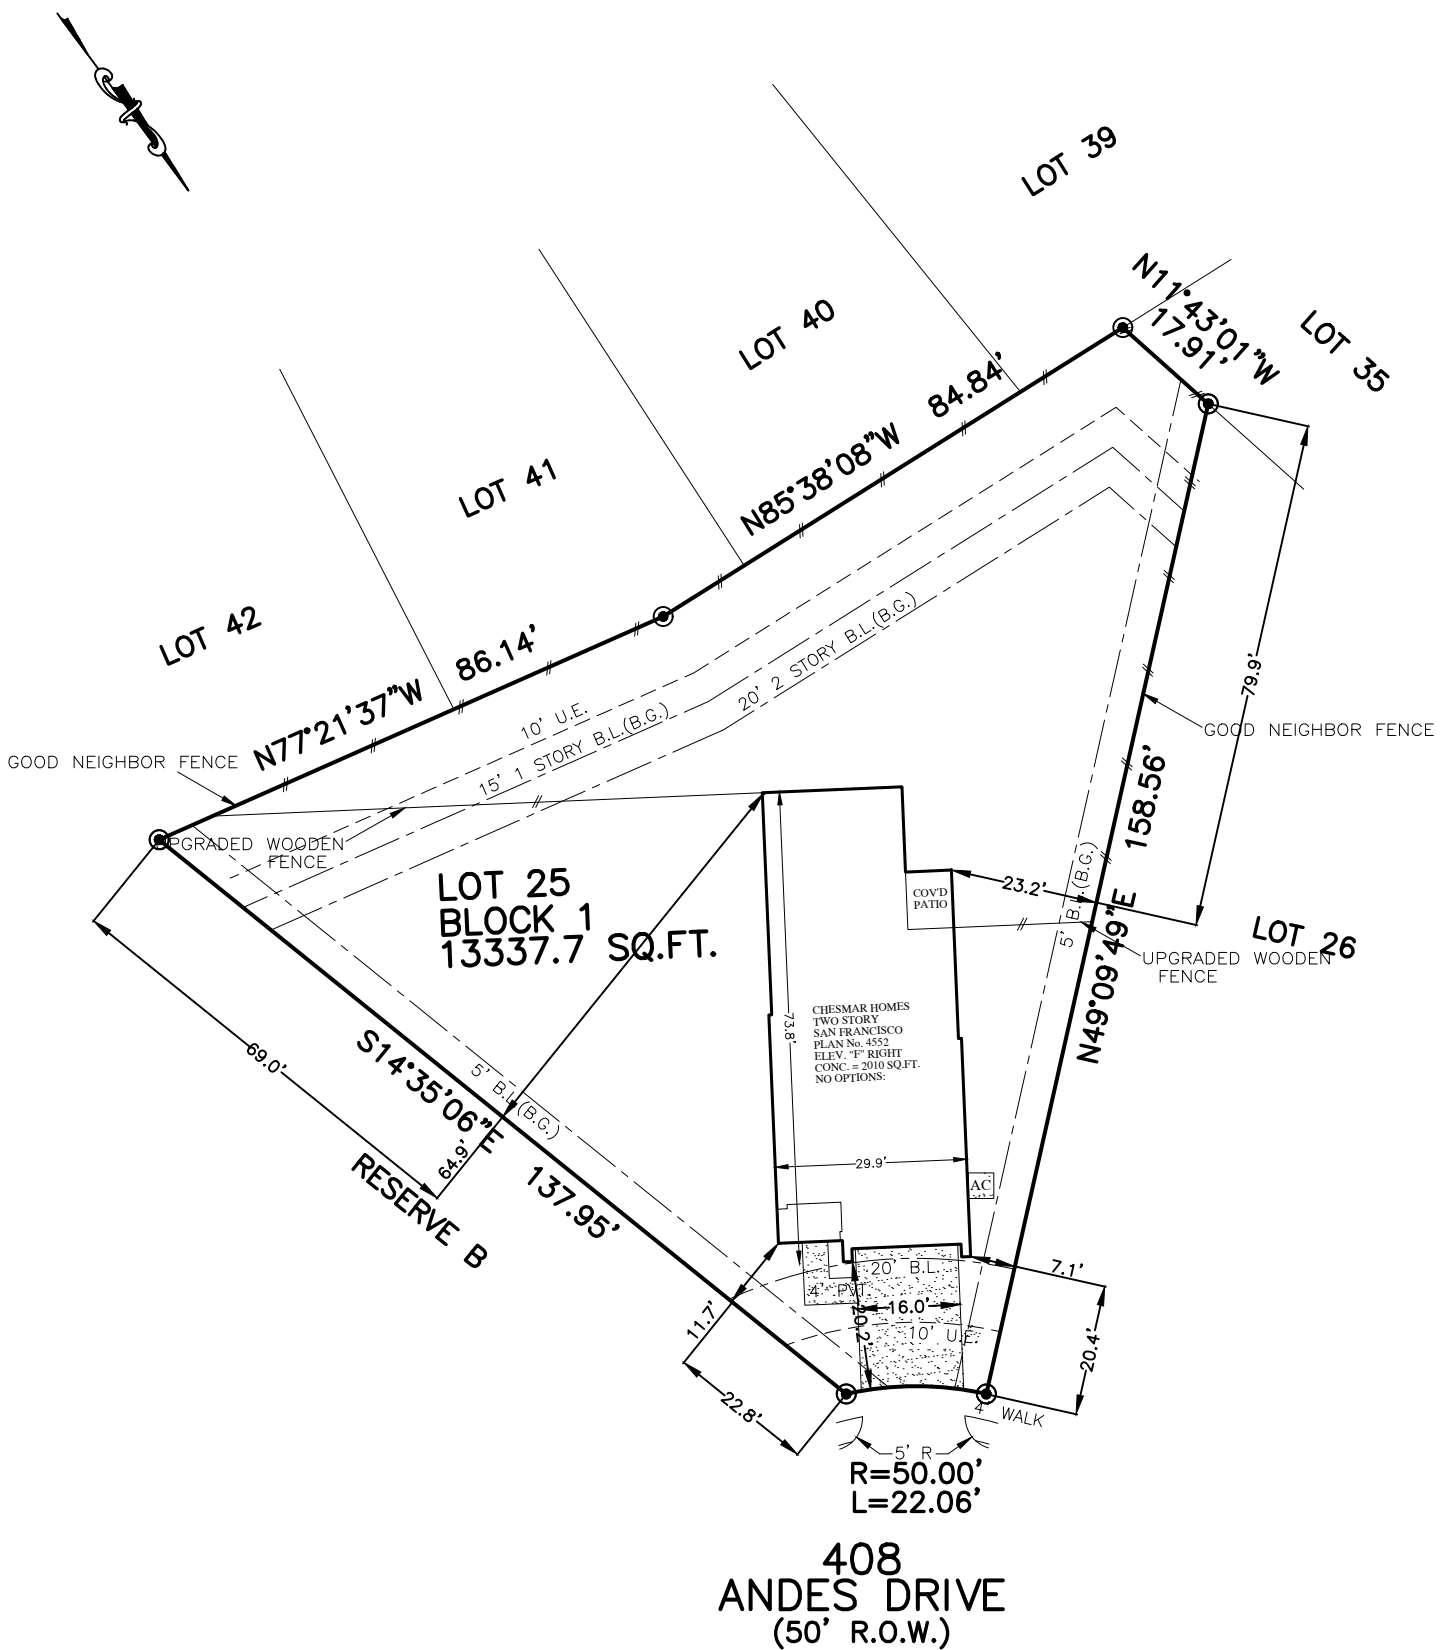 LOT 39
N11°43'01"W
17.91'
LOT 35
LOT 40
84.84'
N85°38'08"W
LOT 41
LOT 42
86.14'
N77°21'37"W
10' U.E.
15' 1 STORY B.L.(B.G.)
20' 2 STORY B.L.(B.G.)
79.9'
GOOD NEIGHBOR FENCE
GOOD NEIGHBOR FENCE
158.56'
N49°09'49"E
5' B.L.(B.G.)
UPGRADED WOODEN
FENCE
LOT 25
BLOCK 1
13337.7 SQ.FT.
COV'D
PATIO
23.2'
LOT 26
UPGRADED WOODEN
FENCE
CHESMAR HOMES
TWO STORY
SAN FRANCISCO
PLAN No. 4552
ELEV. "F" RIGHT
CONC. = 2010 SQ.FT.
NO OPTIONS:
73.8'
69.0'
S14°35'06"E
137.95'
5' B.L.(B.G.)
64.9'
RESERVE B
29.9'
AC
20' B.L.
7.1'
4' PVT.
16.0'
20.2'
10' U.E.
11.7'
22.8'
20.4'
4' WALK
5' R
R=50.00'
L=22.06'
408
ANDES DRIVE
(50' R.O.W.)